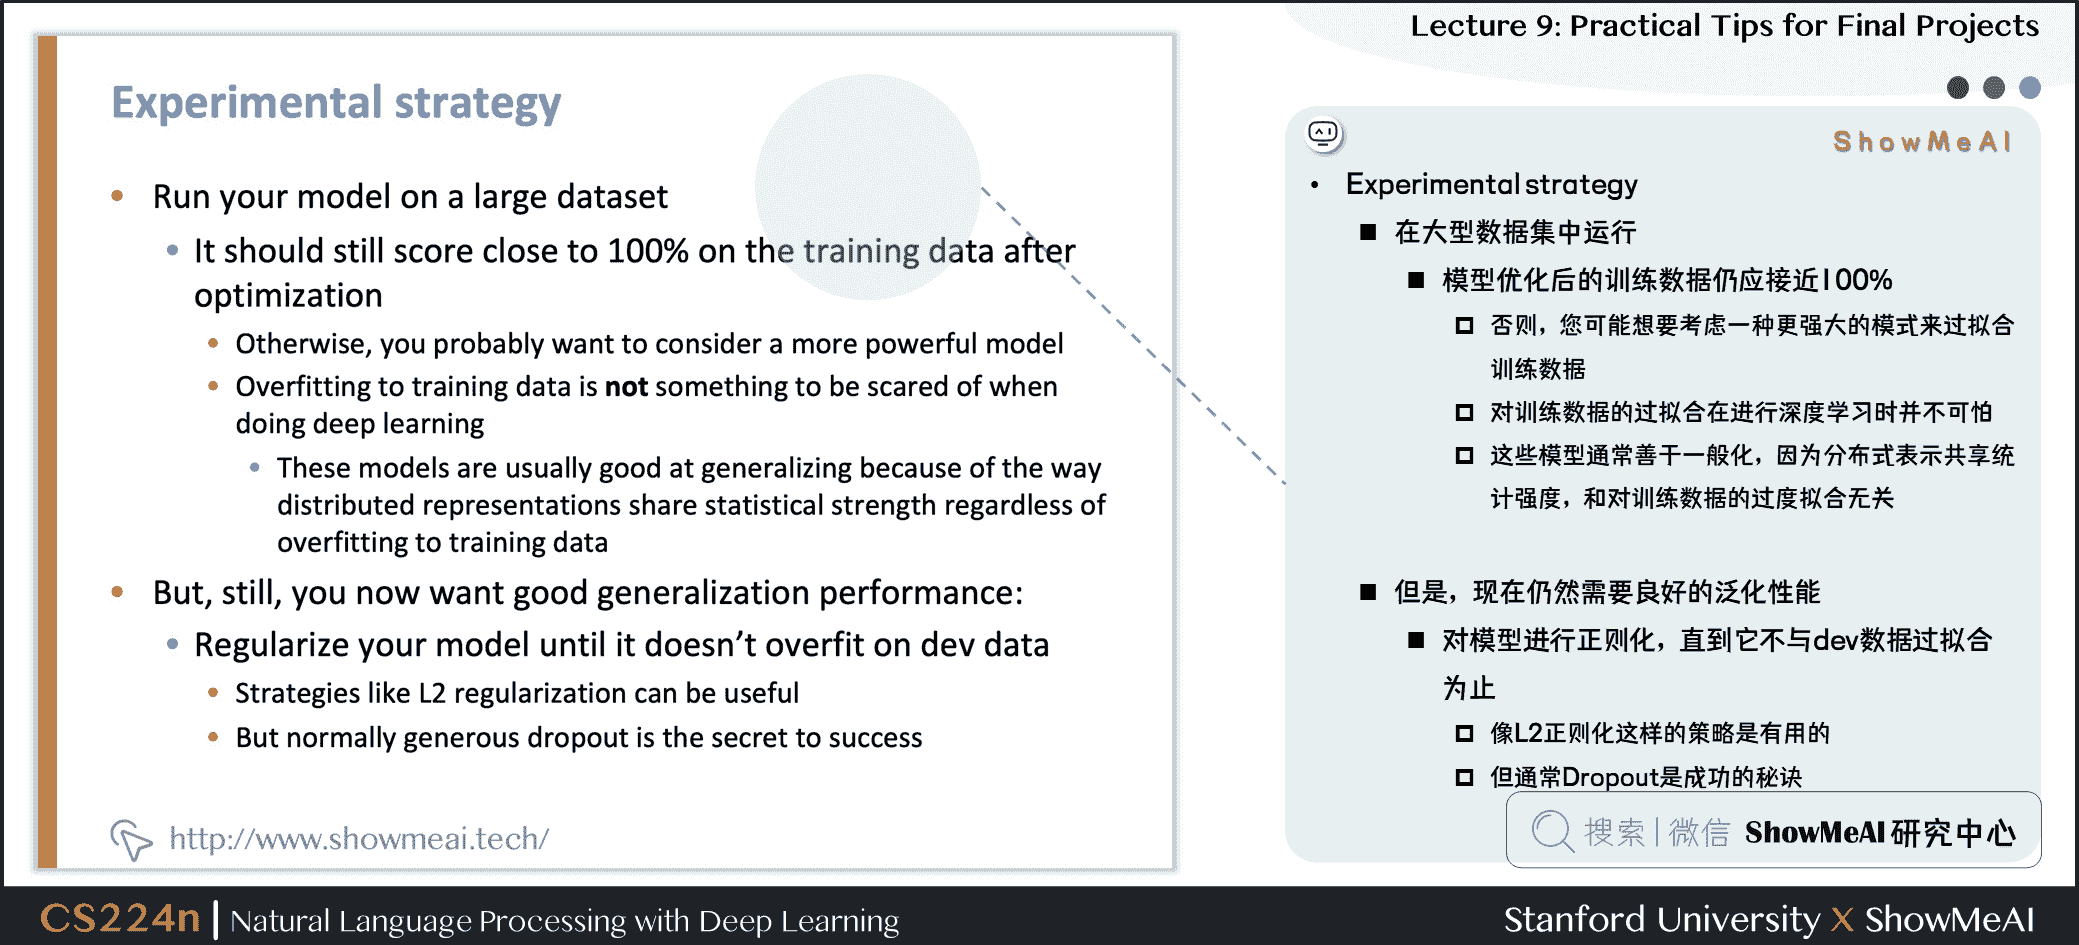 Lecture 9: Practical Tips for Final Projects
Experimental strategy
• Run your model on a large dataset
• It should still score close to 100% on the training data after
optimization
• Otherwise, you probably want to consider a more powerful model
• Overfitting to training data is not something to be scared of when
doing deep learning
• These models are usually good at generalizing because of the way
distributed representations share statistical strength regardless of
overfitting to training data
• But, still, you now want good generalization performance:
• Regularize your model until it doesn’t overfit on dev data
• Strategies like L2 regularization can be useful
• But normally generous dropout is the secret to success
http://www.showmeai.tech/
ShowMeAI
• Experimental strategy
■ 在大型数据集中运行
■ 模型优化后的训练数据仍应接近100%
□ 否则，您可能想要考虑一种更强大的模式来过拟合
训练数据
□ 对训练数据的过拟合在进行深度学习时并不可怕
□ 这些模型通常善于一般化，因为分布式表示共享统
计强度，和对训练数据的过度拟合无关
■ 但是，现在仍然需要良好的泛化性能
■ 对模型进行正则化，直到它不与dev数据过拟合
为止
□ 像L2正则化这样的策略是有用的
□ 但通常Dropout是成功的秘诀
搜索 | 微信 ShowMeAI 研究中心
CS224n | Natural Language Processing with Deep Learning
Stanford University X ShowMeAI